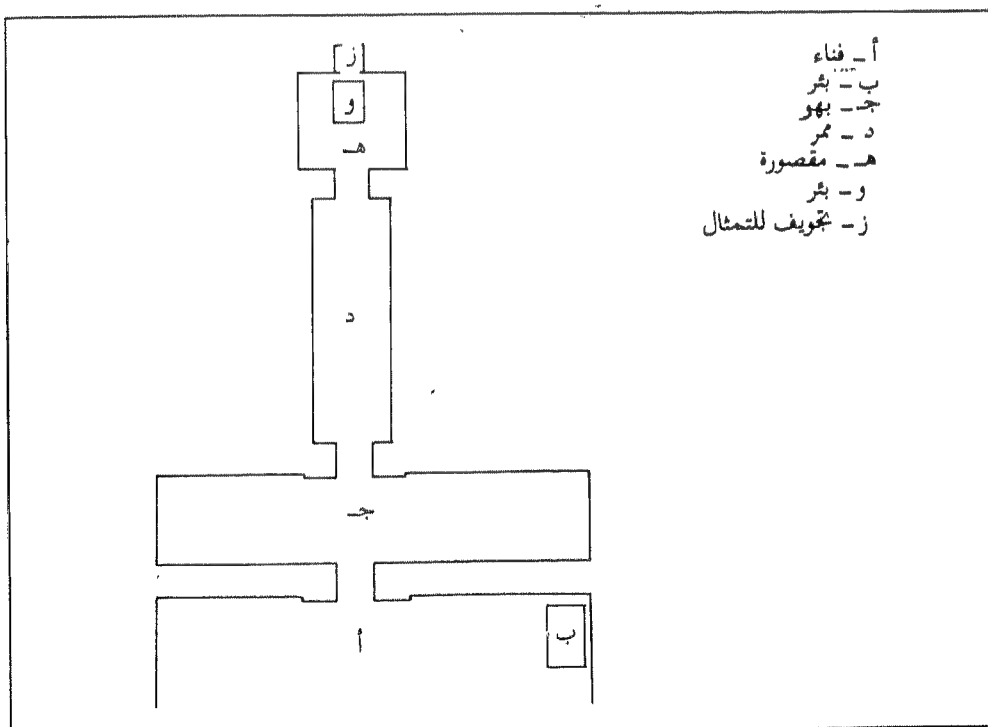 أ ـ فناء
ب ـ بئر
جـ ـ بهو
د ـ ممر
هـ ـ مقصورة
و ـ بئر
ز ـ تجويف للتمثال
ز
و
هـ
د
جـ
أ
ب